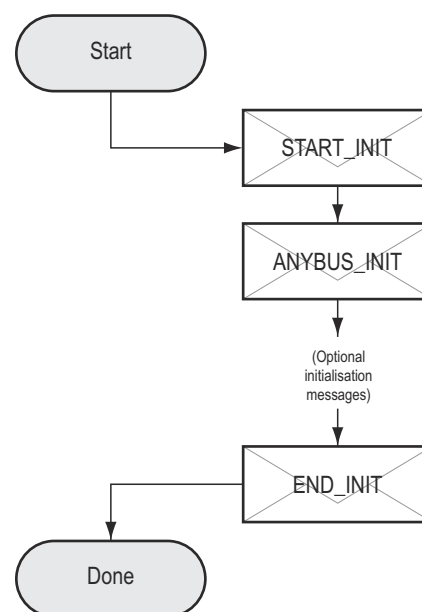 Start
START_INIT
ANYBUS_INIT
(Optional
initialisation
messages)
END_INIT
Done